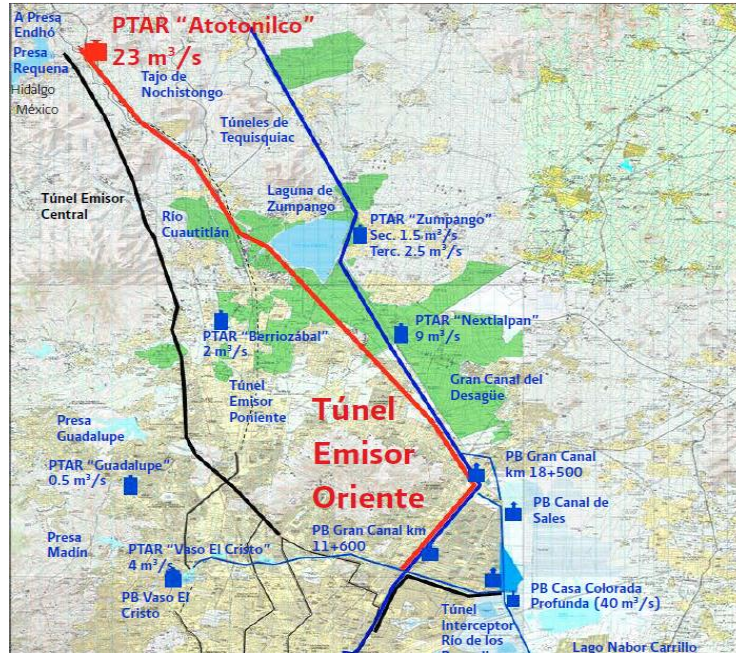 A Presa
Endhó
PTAR “Atotonilco”
23 m³/s
Presa
Requena
Hidalgo
México
Tajo de
Nochistongo
Túneles de
Tequisquiac
Túnel Emisor
Central
Laguna de
Zumpango
Río
Cuautitlán
PTAR “Zumpango”
Sec. 1.5 m³/s
Terc. 2.5 m³/s
PTAR “Berriozábal”
2 m³/s
PTAR “Nextlalpan”
9 m³/s
Túnel
Emisor
Poniente
Gran Canal del
Desagüe
Túnel
Emisor
Oriente
Presa
Guadalupe
PTAR “Guadalupe”
0.5 m³/s
PB Gran Canal
km 18+500
PB Canal de
Sales
PB Gran Canal km
11+600
Presa
Madín
PTAR “Vaso El Cristo”
4 m³/s
PB Vaso El
Cristo
PB Casa Colorada
Profunda (40 m³/s)
Túnel
Interceptor
Río de los
Lago Nabor Carrillo